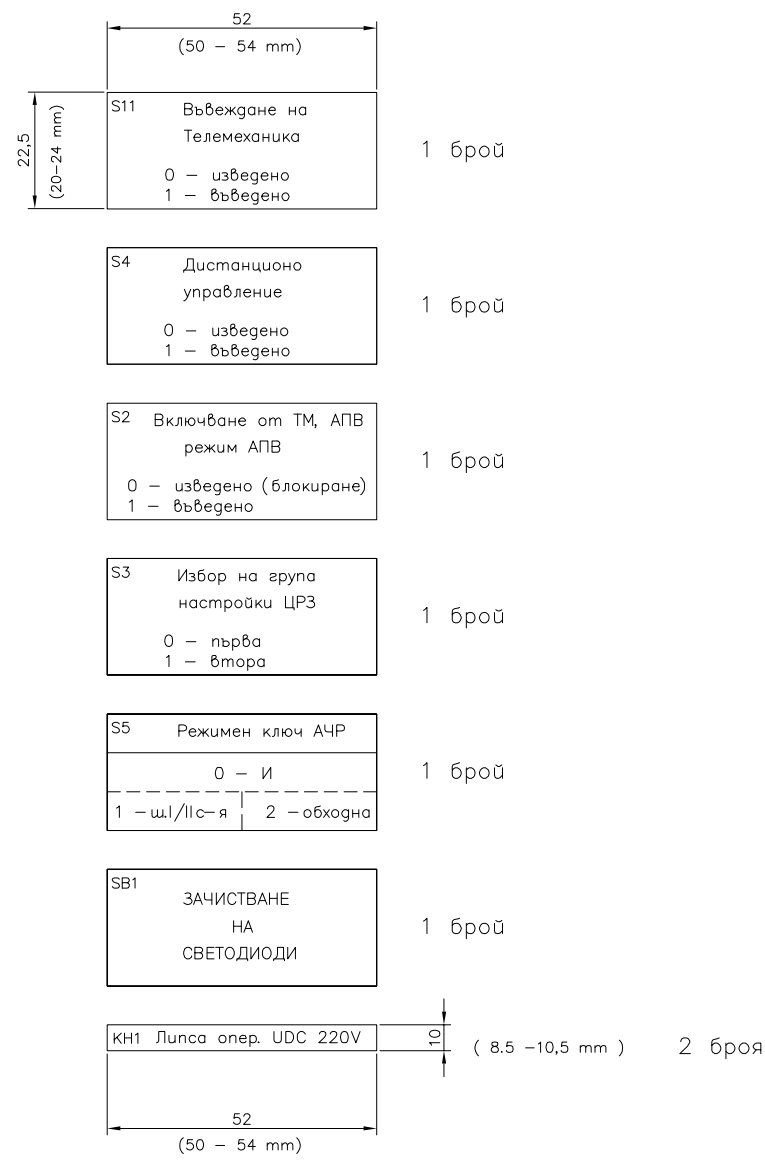 52
(50 – 54 mm)
S11 Въвеждане на
Телемеханика
0 – изведено
1 – въведено
22,5
(20–24 mm)
1 брой
S4 Дистанционо
управление
0 – изведено
1 – въведено
1 брой
S2 Включване от ТМ, АПВ
режим АПВ
0 – изведено (блокиране)
1 – въведено
1 брой
S3 Избор на група
настройки ЦРЗ
0 – първа
1 – втора
1 брой
S5 Режимен ключ АЧР
0 – И
1 –ш.I/IIс–я 2 –обходна
1 брой
SB1
ЗАЧИСТВАНЕ
НА
СВЕТОДИОДИ
1 брой
KH1 Липса опер. UDC 220V
10
( 8.5 –10,5 mm ) 2 броя
52
(50 – 54 mm)